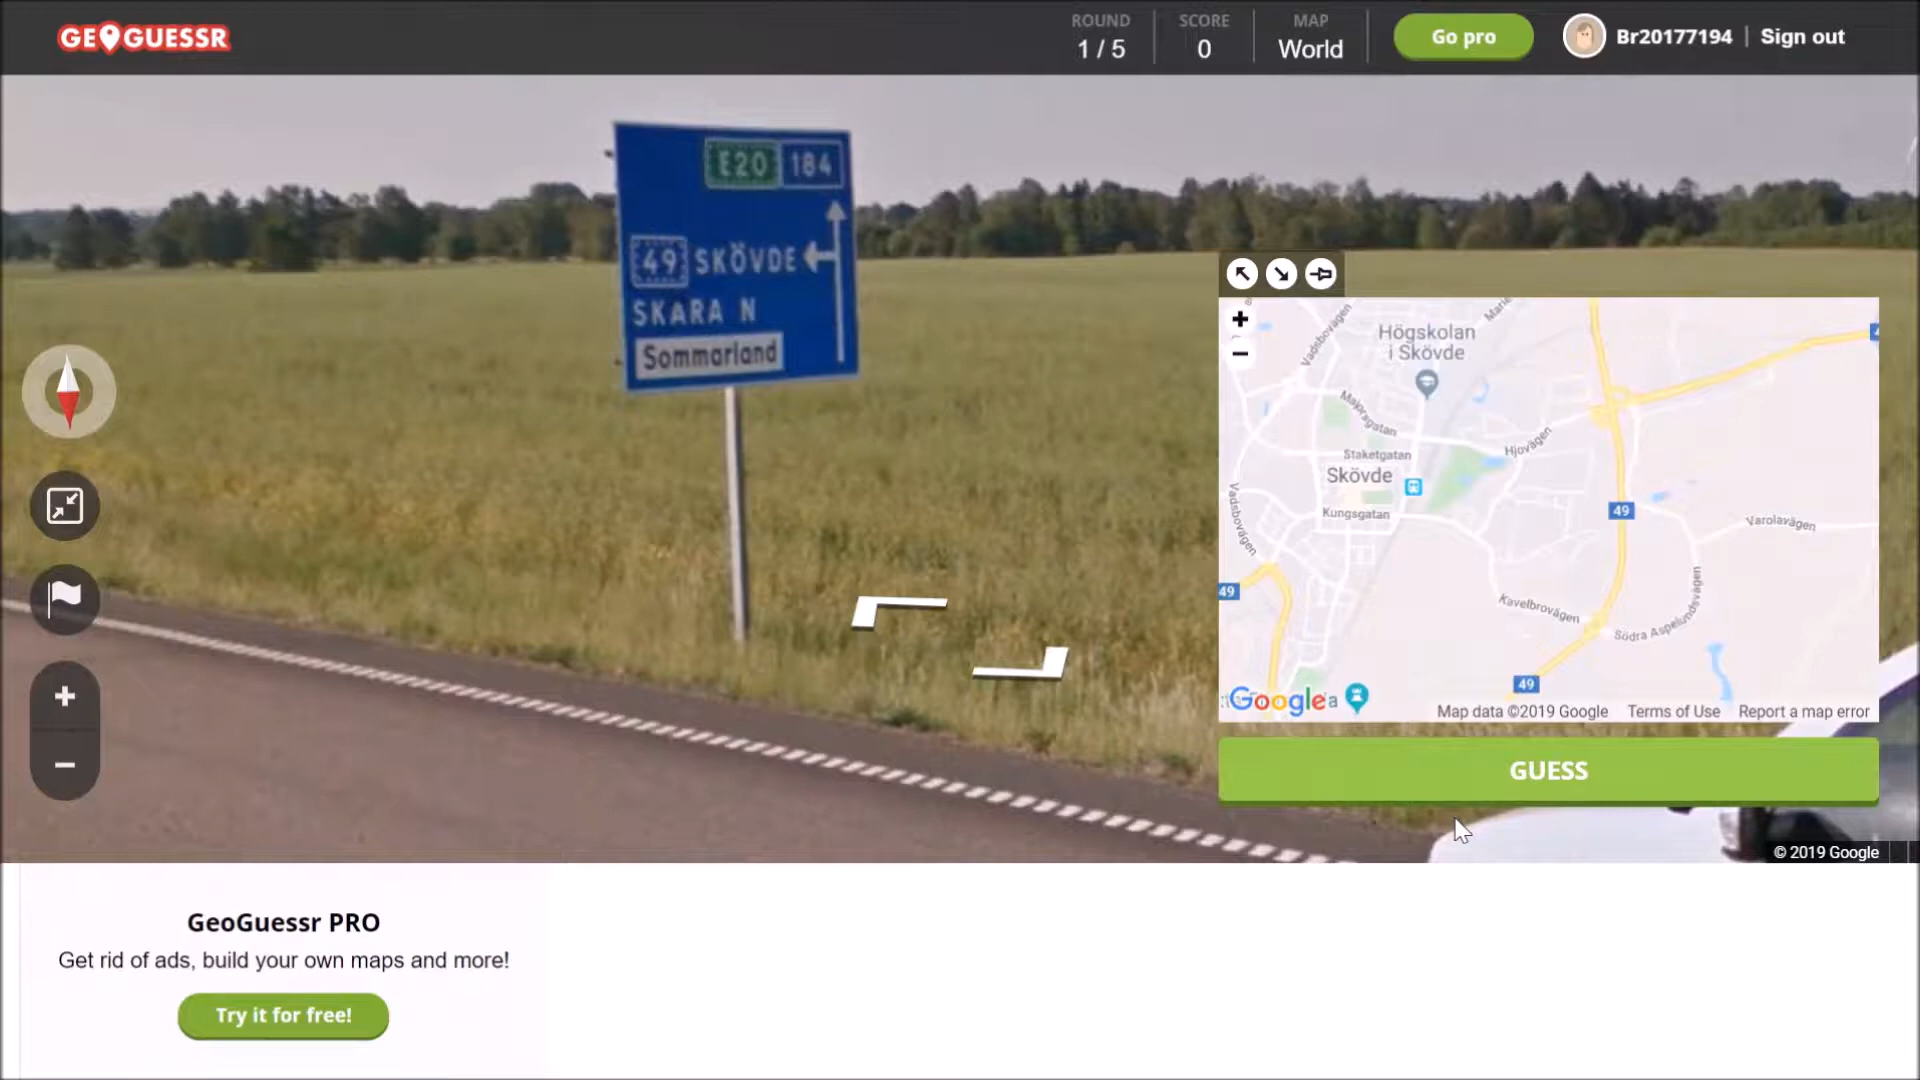 GEOGUESSR
ROUND
1 / 5
SCORE
0
MAP
World
Go pro
Br20177194 | Sign out
E20 184
49 SKÖVDE
SKARA N
Sommarland
Högskolan
i Skövde
Vadsbovägen
Majorsgatan
Staketgatan
Hjovägen
Skövde
Kungsgatan
Vadsbovägen
49
Varolavägen
49
Kavelbrovägen
Södra Aspelundsvägen
49
Google
Map data ©2019 Google
Terms of Use
Report a map error
GUESS
© 2019 Google
GeoGuessr PRO
Get rid of ads, build your own maps and more!
Try it for free!